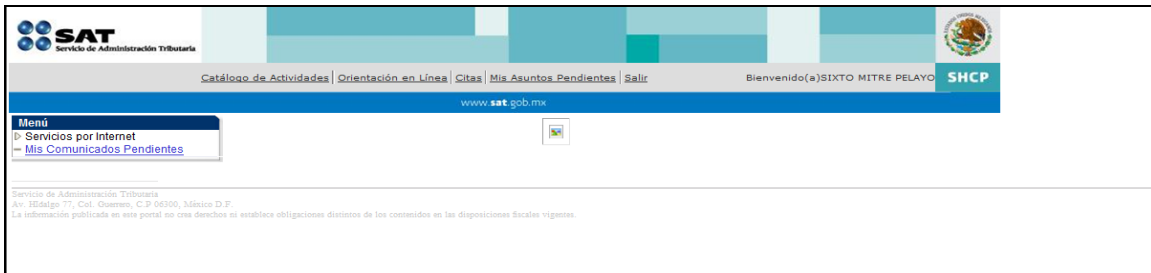 SAT
Servicio de Administración Tributaria
Catálogo de Actividades | Orientación en Línea | Citas | Mis Asuntos Pendientes | Salir
Bienvenido(a)SIXTO MITRE PELAYO
SHCP
www.sat.gob.mx
Menú
Servicios por Internet
Mis Comunicados Pendientes
Servicio de Administración Tributaria
Av. Hidalgo 77, Col. Guerrero, C.P. 06300, México D.F.
La información publicada en este portal no crea derechos ni establece obligaciones distintos de los contenidos en las disposiciones fiscales vigentes.